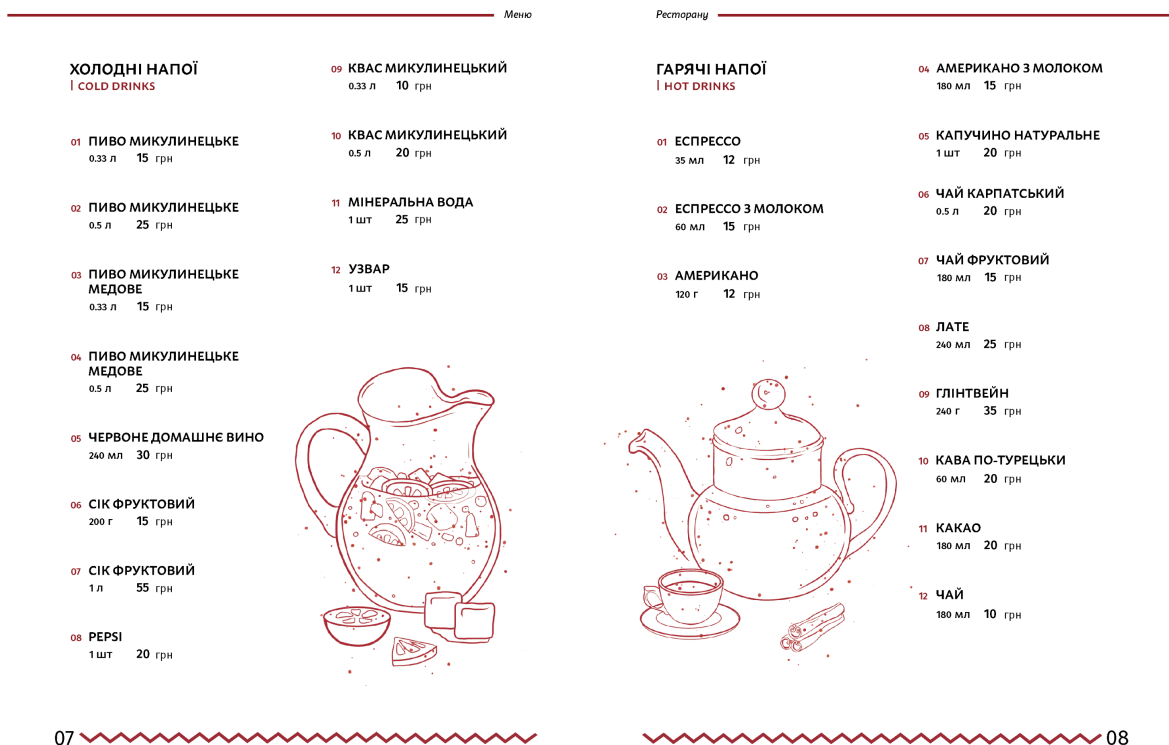 Меню
ХОЛОДНІ НАПОЇ
| COLD DRINKS
01 ПИВО МИКУЛИНЕЦЬКЕ
0.33 л 15 грн
02 ПИВО МИКУЛИНЕЦЬКЕ
0.5 л 25 грн
03 ПИВО МИКУЛИНЕЦЬКЕ
МЕДОВЕ
0.33 л 15 грн
04 ПИВО МИКУЛИНЕЦЬКЕ
МЕДОВЕ
0.5 л 25 грн
05 ЧЕРВОНЕ ДОМАШНЄ ВИНО
240 мл 30 грн
06 СІК ФРУКТОВИЙ
200 г 15 грн
07 СІК ФРУКТОВИЙ
1 л 55 грн
08 PEPSI
1 шт 20 грн
09 КВАС МИКУЛИНЕЦЬКИЙ
0.33 л 10 грн
10 КВАС МИКУЛИНЕЦЬКИЙ
0.5 л 20 грн
11 МІНЕРАЛЬНА ВОДА
1 шт 25 грн
12 УЗВАР
1 шт 15 грн
07
Ресторану
ГАРЯЧІ НАПОЇ
| HOT DRINKS
01 ЕСПРЕССО
35 мл 12 грн
02 ЕСПРЕССО З МОЛОКОМ
60 мл 15 грн
03 АМЕРИКАНО
120 г 12 грн
04 АМЕРИКАНО З МОЛОКОМ
180 мл 15 грн
05 КАПУЧИНО НАТУРАЛЬНЕ
1 шт 20 грн
06 ЧАЙ КАРПАТСЬКИЙ
0.5 л 20 грн
07 ЧАЙ ФРУКТОВИЙ
180 мл 15 грн
08 ЛАТЕ
240 мл 25 грн
09 ГЛІНТВЕЙН
240 г 35 грн
10 КАВА ПО-ТУРЕЦЬКИ
60 мл 20 грн
11 КАКАО
180 мл 20 грн
12 ЧАЙ
180 мл 10 грн
08